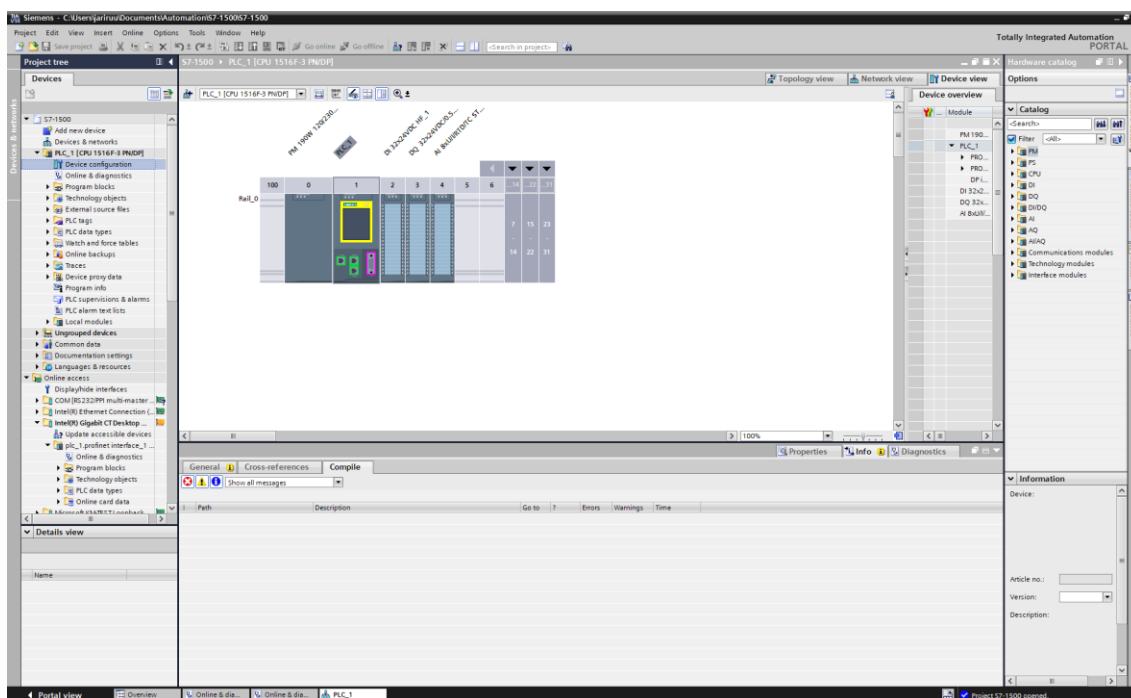 Siemens - C:\Users\jariruu\Documents\Automation\S7-1500\S7-1500
Project Edit View Insert Online Options Tools Window Help
Totally Integrated Automation
PORTAL
Save project Go online Go offline <Search in project>
Project tree
S7-1500 PLC_1 [CPU 1516F-3 PN/DP]
Hardware catalog
Devices
Topology view Network view Device view
Options
PLC_1 [CPU 1516F-3 PN/DP]
Device overview
Module
PM 190...
PLC_1
PRO...
PRO...
DP i...
DI 32x2...
DQ 32x...
AI 8xU/I/...
Catalog
<Search>
Filter <All>
PM
PS
CPU
DI
DQ
DI/DQ
AI
AQ
AI/AQ
Communications modules
Technology modules
Interface modules
Devices & networks
S7-1500
Add new device
Devices & networks
PLC_1 [CPU 1516F-3 PN/DP]
Device configuration
Online & diagnostics
Program blocks
Technology objects
External source files
PLC tags
PLC data types
Watch and force tables
Online backups
Traces
Device proxy data
Program info
PLC supervisions & alarms
PLC alarm text lists
Local modules
Ungrouped devices
Common data
Documentation settings
Languages & resources
Online access
Display/hide interfaces
COM [RS232/PPI multi-master ...
Intel(R) Ethernet Connection (...
Intel(R) Gigabit CT Desktop ...
Update accessible devices
plc_1.profinet interface_1 ...
Online & diagnostics
Program blocks
Technology objects
PLC data types
Online card data
PM 190W 120/230...
PLC_1
DI 32x24VDC HF_1
DQ 32x24VDC/0.5...
AI 8xU/I/RTD/TC ST...
100 0 1 2 3 4 5 6
Rail_0
7 15 23
14 22 31
100%
Properties Info Diagnostics
General Cross-references Compile
Show all messages
! Path Description Go to ? Errors Warnings Time
Details view
Name
Information
Device:
Article no.:
Version:
Description:
Portal view Overview Online & dia... Online & dia... PLC_1 Project S7-1500 opened.